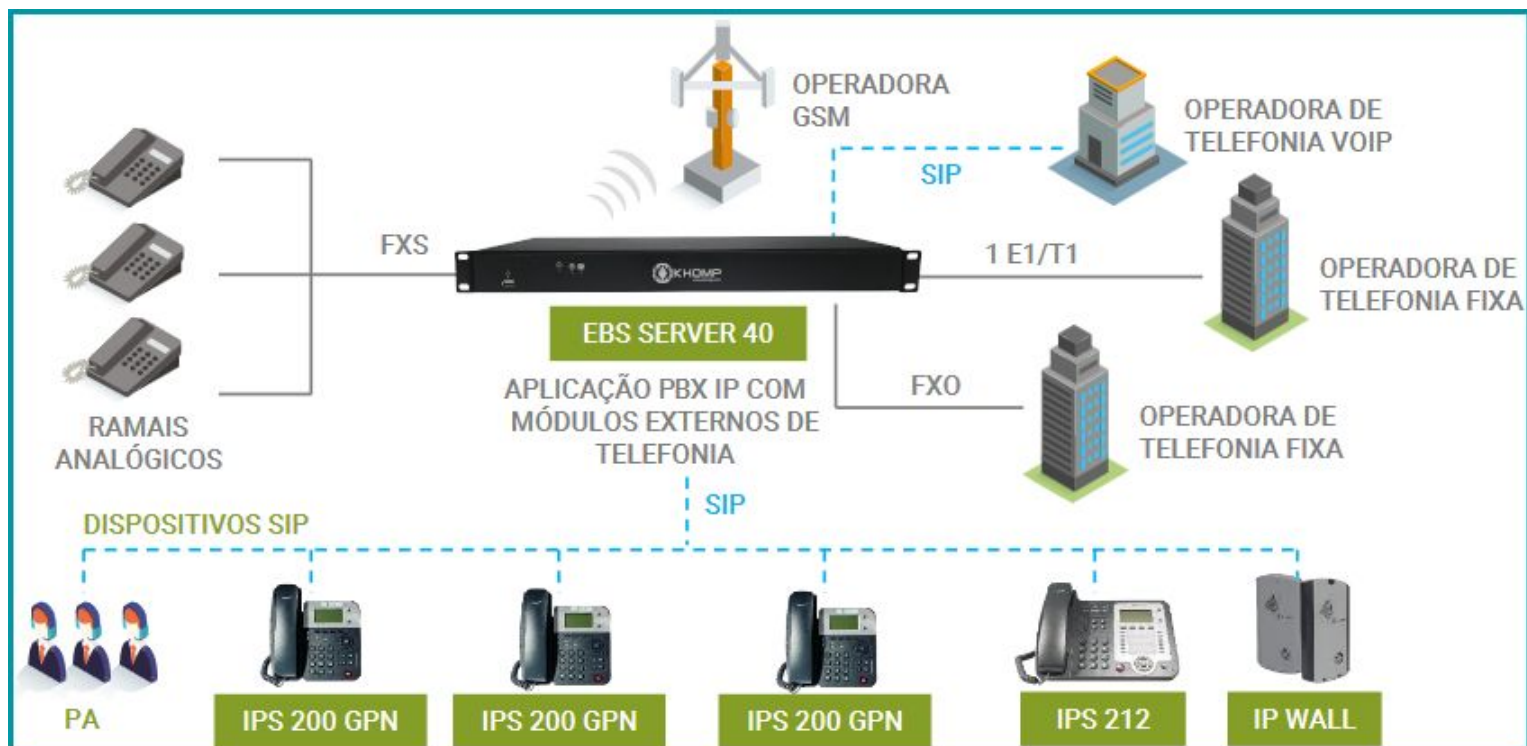 OPERADORA
GSM
OPERADORA DE
TELEFONIA VOIP
SIP
FXS
KHOMP
1 E1/T1
OPERADORA DE
TELEFONIA FIXA
EBS SERVER 40
APLICAÇÃO PBX IP COM
MÓDULOS EXTERNOS DE
TELEFONIA
FXO
OPERADORA DE
TELEFONIA FIXA
RAMAIS
ANALÓGICOS
SIP
DISPOSITIVOS SIP
PA
IPS 200 GPN
IPS 200 GPN
IPS 200 GPN
IPS 212
IP WALL